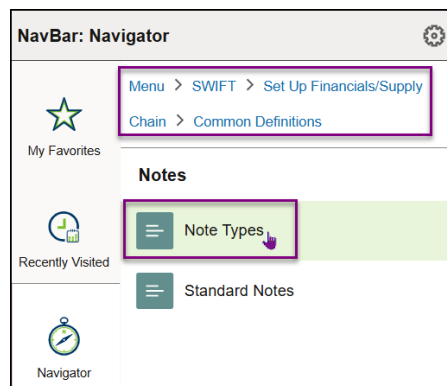 NavBar: Navigator
Menu > SWIFT > Set Up Financials/Supply
Chain > Common Definitions
My Favorites
Notes
Note Types
Recently Visited
Standard Notes
Navigator